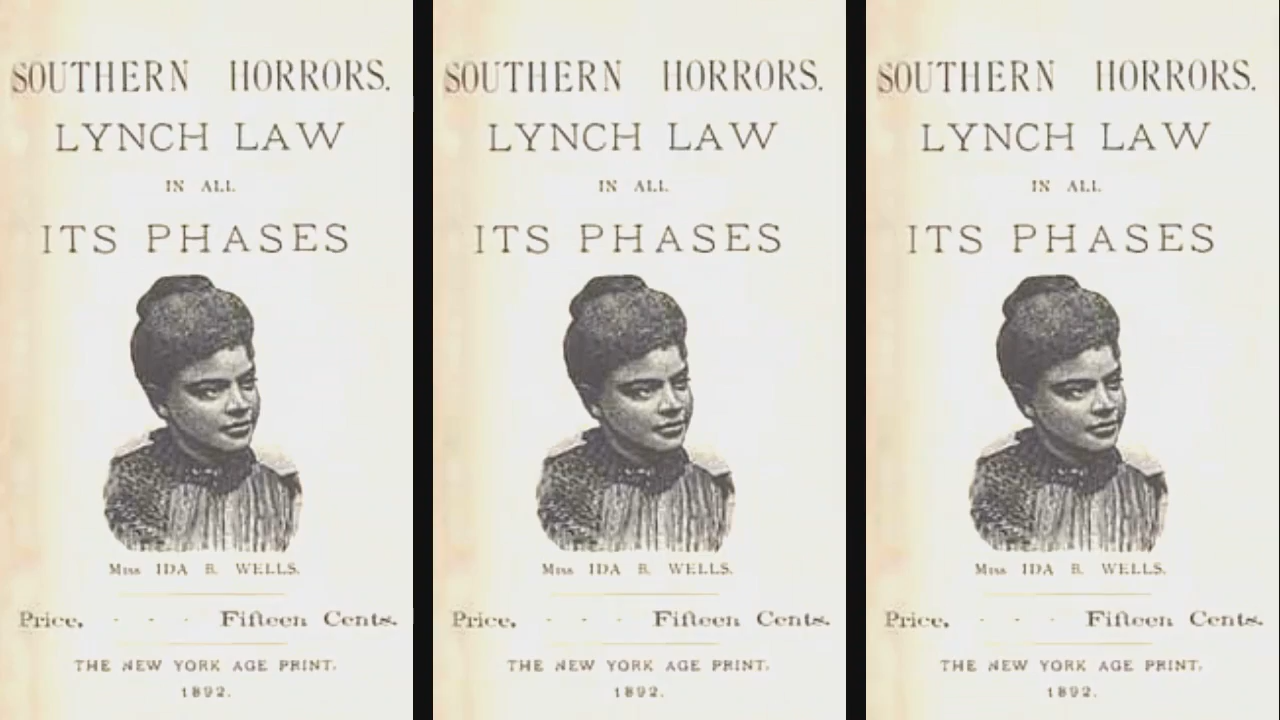 SOUTHERN HORRORS.
LYNCH LAW
IN ALL
ITS PHASES
Miss IDA B. WELLS.
Price, - - - Fifteen Cents.
THE NEW YORK AGE PRINT,
1892.
SOUTHERN HORRORS.
LYNCH LAW
IN ALL
ITS PHASES
Miss IDA B. WELLS.
Price, - - - Fifteen Cents.
THE NEW YORK AGE PRINT,
1892.
SOUTHERN HORRORS.
LYNCH LAW
IN ALL
ITS PHASES
Miss IDA B. WELLS.
Price, - - - Fifteen Cents.
THE NEW YORK AGE PRINT,
1892.